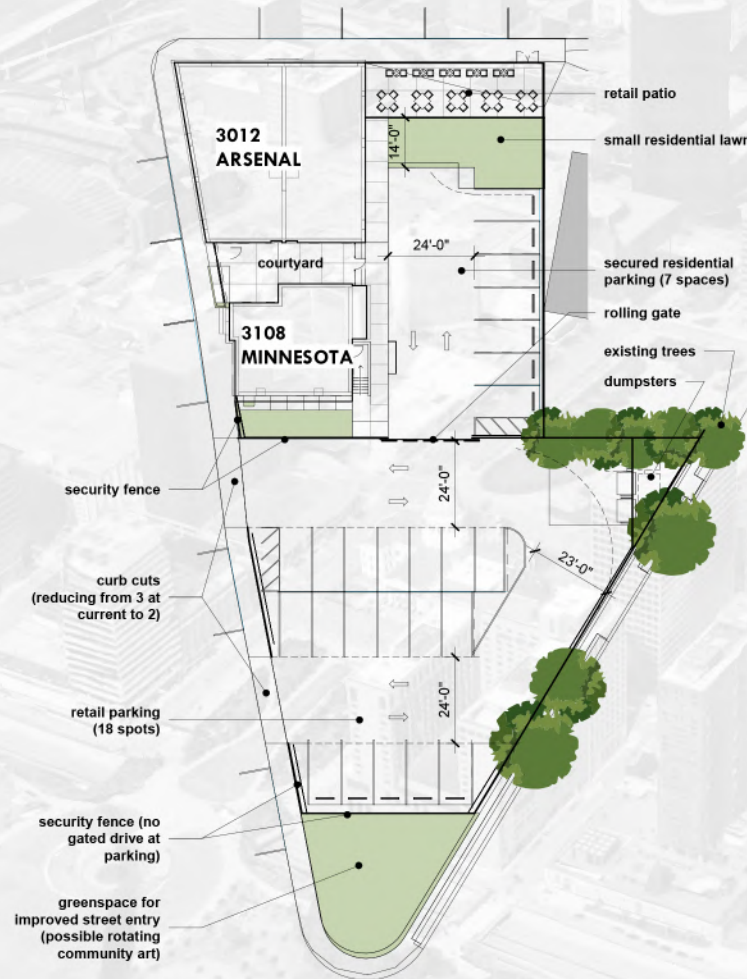 retail patio
3012
ARSENAL
14'-0"
small residential lawn
24'-0"
courtyard
secured residential
parking (7 spaces)
rolling gate
3108
MINNESOTA
existing trees
dumpsters
security fence
24'-0"
23'-0"
curb cuts
(reducing from 3 at
current to 2)
24'-0"
retail parking
(18 spots)
security fence (no
gated drive at
parking)
greenspace for
improved street entry
(possible rotating
community art)